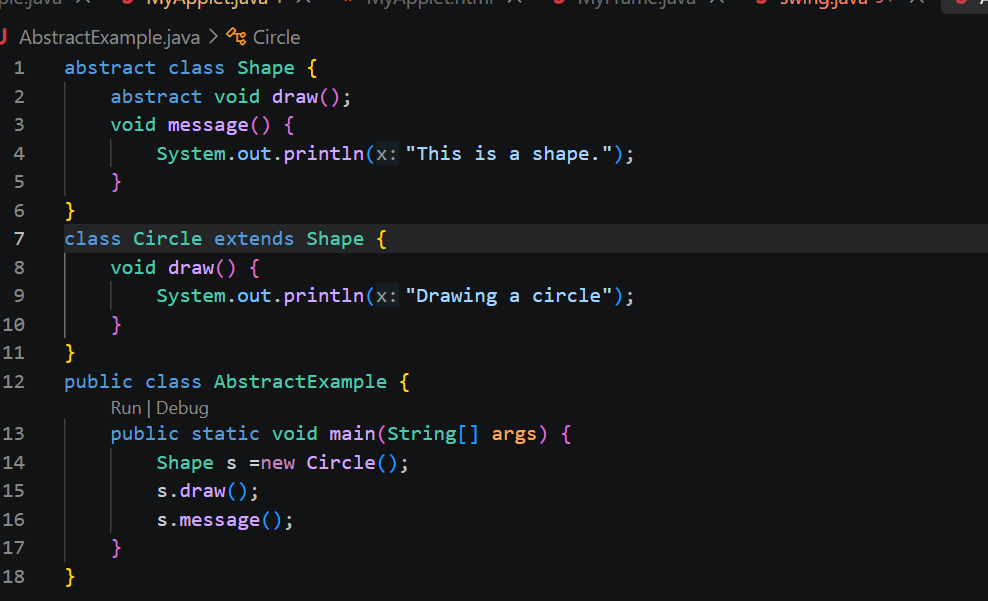 ple.java MyApplet.java 1 MyApplet.html MyFrame.java swing.java 9+
AbstractExample.java > Circle
1 abstract class Shape {
2     abstract void draw();
3     void message() {
4         System.out.println(x: "This is a shape.");
5     }
6 }
7 class Circle extends Shape {
8     void draw() {
9         System.out.println(x: "Drawing a circle");
10     }
11 }
12 public class AbstractExample {
Run | Debug
13     public static void main(String[] args) {
14         Shape s =new Circle();
15         s.draw();
16         s.message();
17     }
18 }